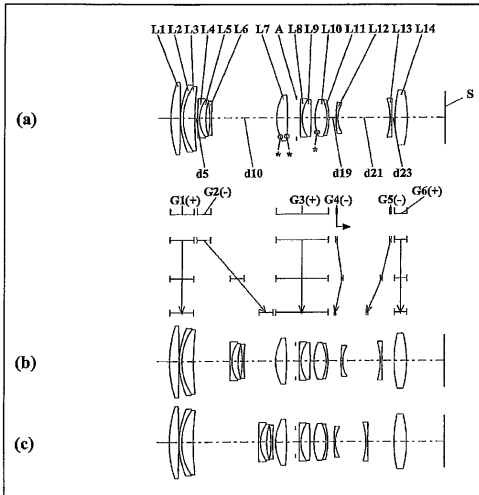 L1 L2 L3 L4 L5 L6 L7 A L8 L9 L10 L11 L12 L13 L14
S
(a)
* * *
d5 d10 d19 d21 d23
G1(+) G2(-) G3(+) G4(-) G5(-) G6(+)
(b)
(c)